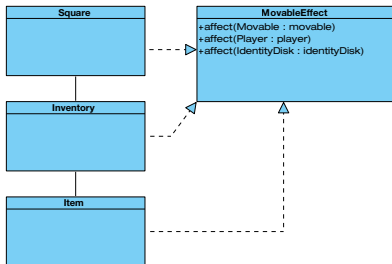 Square
MovableEffect
+affect(Movable : movable)
+affect(Player : player)
+affect(IdentityDisk : identityDisk)
Inventory
Item